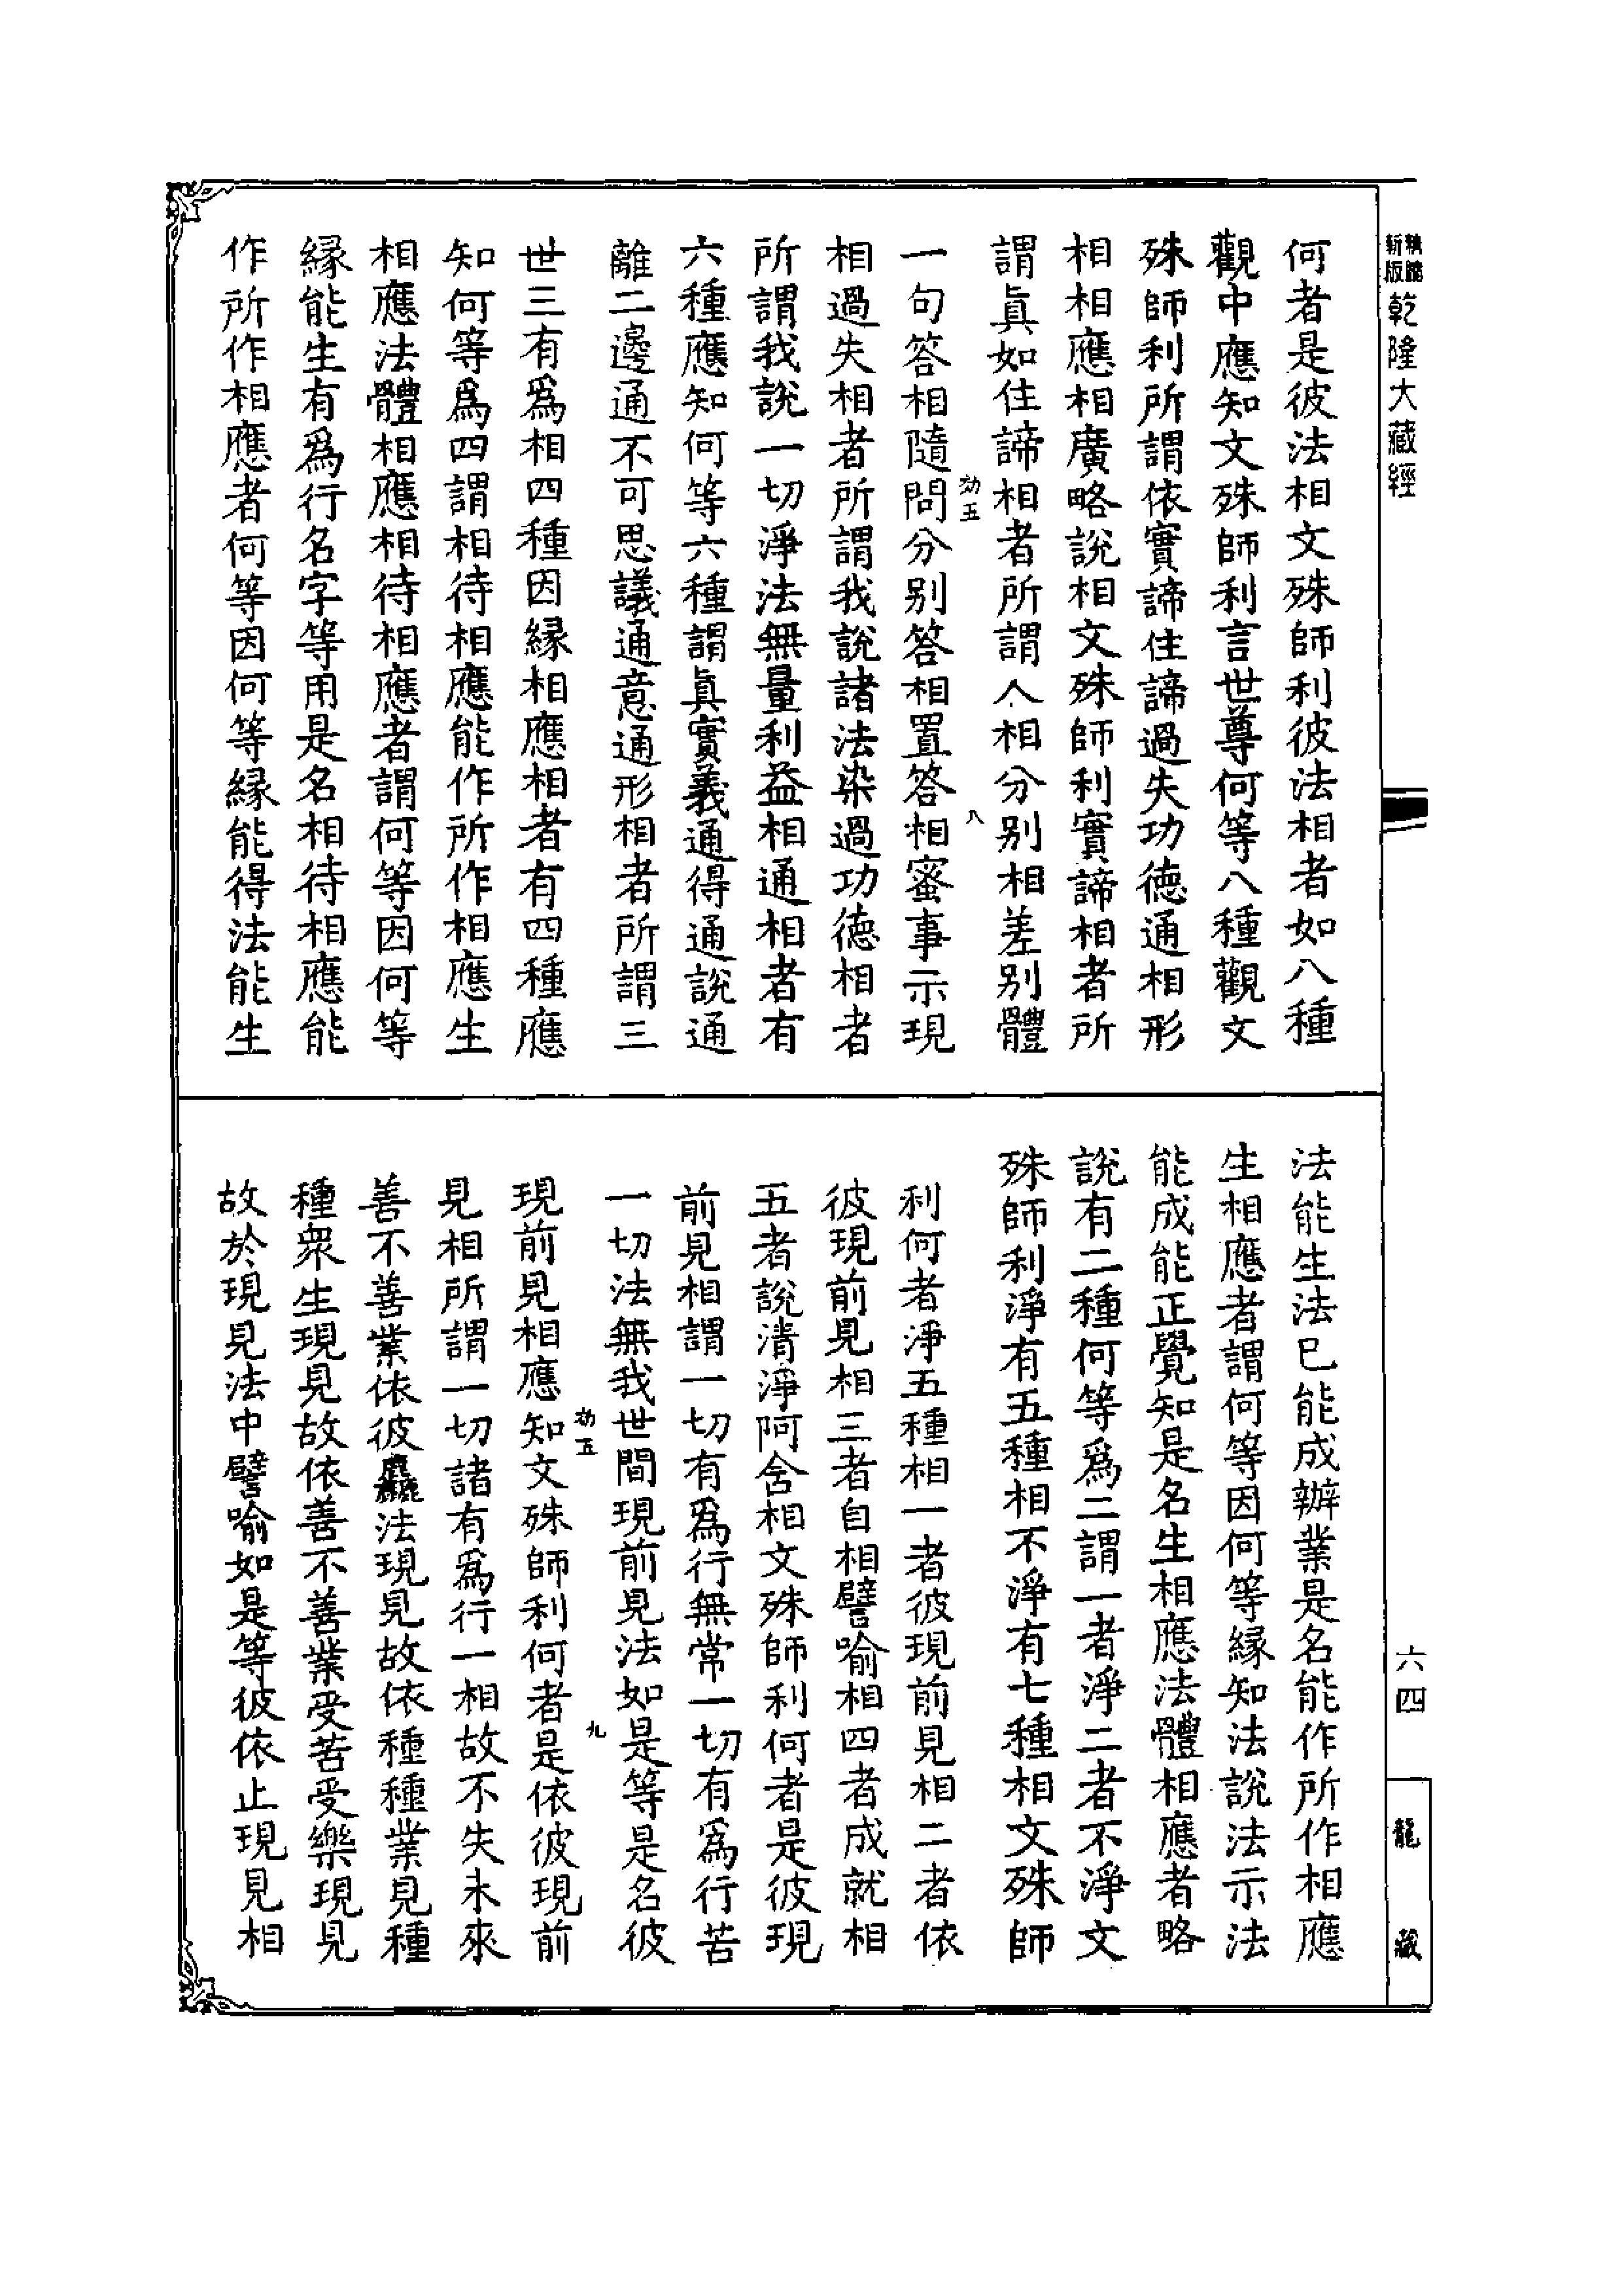 新版
乾隆大藏經
何者是彼法相文殊師利彼法相者如八種
觀中應知文殊師利言世尊何等八種觀文
殊師利所謂依實諦住諦過失功德通相形
相相應相廣略說相文殊師利實諦相者所
謂眞如住諦相者所謂人相分别相差别體
効五
八
一句答相隨問分别答相置答相蜜事示現
相過失相者所謂我說諸法染過功德相者
所謂我說一切淨法無量利益相通相者有
六種應知何等六種謂眞實義通得通說通
離二邊通不可思議通意通形相者所謂三
世三有爲相四種因緣相應相者有四種應
知何等爲四謂相待相應能作所作相應生
相應法體相應相待相應者謂何等因何等
緣能生有爲行名字等用是名相待相應能
作所作相應者何等因何等緣能得法能生
法能生法巳能成辦業是名能作所作相應
生相應者謂何等因何等緣知法說法示法
能成能正覺知是名生相應法體相應者略
說有二種何等爲二謂一者淨二者不淨文
殊師利淨有五種相不淨有七種相文殊師
利何者淨五種相一者彼現前見相二者依
彼現前見相三者自相譬喻相四者成就相
五者說清淨阿含相文殊師利何者是彼現
前見相謂一切有爲行無常一切有爲行苦
一切法無我世間現前見法如是等是名彼
効五
九
現前見相應知文殊師利何者是依彼現前
見相所謂一切諸有爲行一相故不失未來
善不善業依彼麤法現見故依種種業見種
種衆生現見故依善不善業受苦受樂現見
故於現見法中譬喻如是等彼依止現見相
六四
龍藏